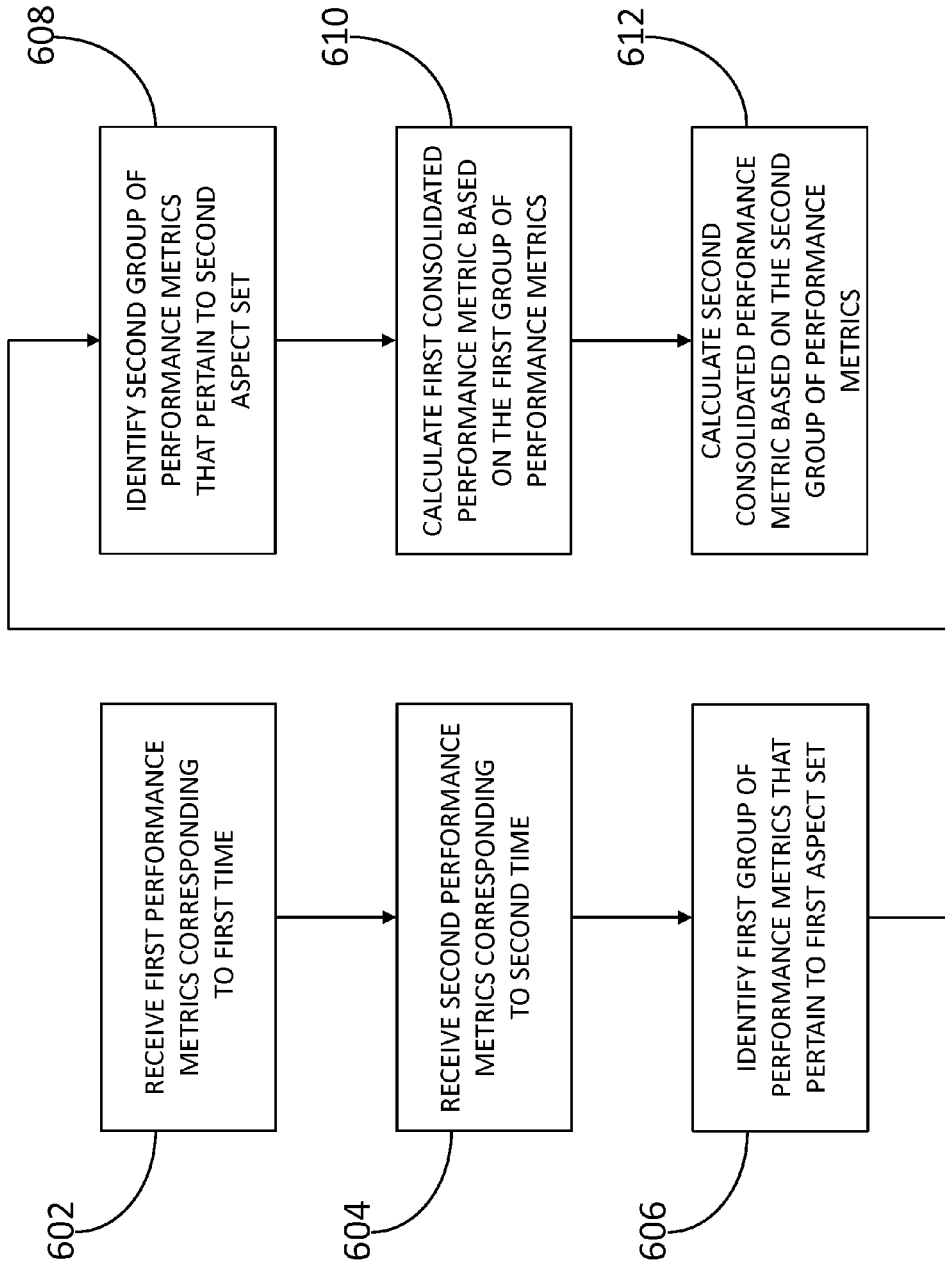 602
RECEIVE FIRST PERFORMANCE
METRICS CORRESPONDING
TO FIRST TIME
604
RECEIVE SECOND PERFORMANCE
METRICS CORRESPONDING
TO SECOND TIME
606
IDENTIFY FIRST GROUP OF
PERFORMANCE METRICS THAT
PERTAIN TO FIRST ASPECT SET
608
IDENTIFY SECOND GROUP OF
PERFORMANCE METRICS
THAT PERTAIN TO SECOND
ASPECT SET
610
CALCULATE FIRST CONSOLIDATED
PERFORMANCE METRIC BASED
ON THE FIRST GROUP OF
PERFORMANCE METRICS
612
CALCULATE SECOND
CONSOLIDATED PERFORMANCE
METRIC BASED ON THE SECOND
GROUP OF PERFORMANCE
METRICS